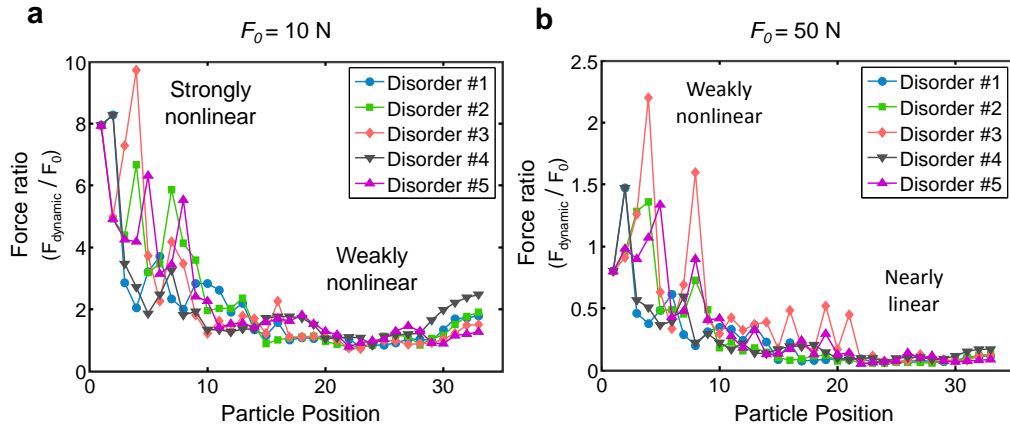 a
F0 = 10 N
Force ratio
(Fdynamic / F0)
10
8
6
4
2
0
0
10
20
30
Particle Position
Strongly
nonlinear
Weakly
nonlinear
Disorder #1
Disorder #2
Disorder #3
Disorder #4
Disorder #5
b
F0 = 50 N
Force ratio
(Fdynamic / F0)
2.5
2
1.5
1
0.5
0
0
10
20
30
Particle Position
Weakly
nonlinear
Nearly
linear
Disorder #1
Disorder #2
Disorder #3
Disorder #4
Disorder #5